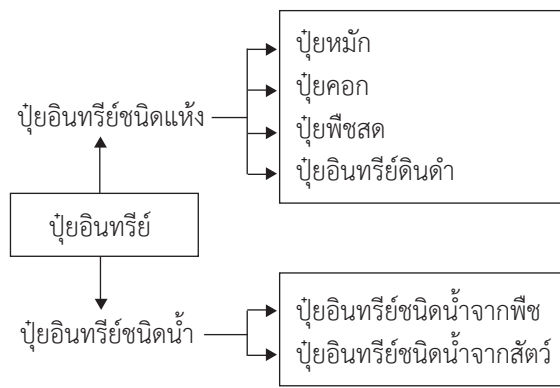 ปุ๋ยหมัก
ปุ๋ยคอก
ปุ๋ยอินทรีย์ชนิดแห้ง
ปุ๋ยพืชสด
ปุ๋ยอินทรีย์ดินดำ
ปุ๋ยอินทรีย์
ปุ๋ยอินทรีย์ชนิดน้ำจากพืช
ปุ๋ยอินทรีย์ชนิดน้ำ
ปุ๋ยอินทรีย์ชนิดน้ำจากสัตว์